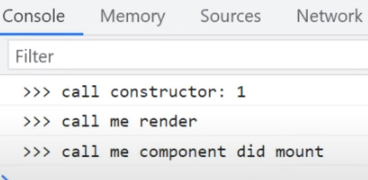 Console Memory Sources Network
Filter
>>> call constructor: 1
>>> call me render
>>> call me component did mount
>